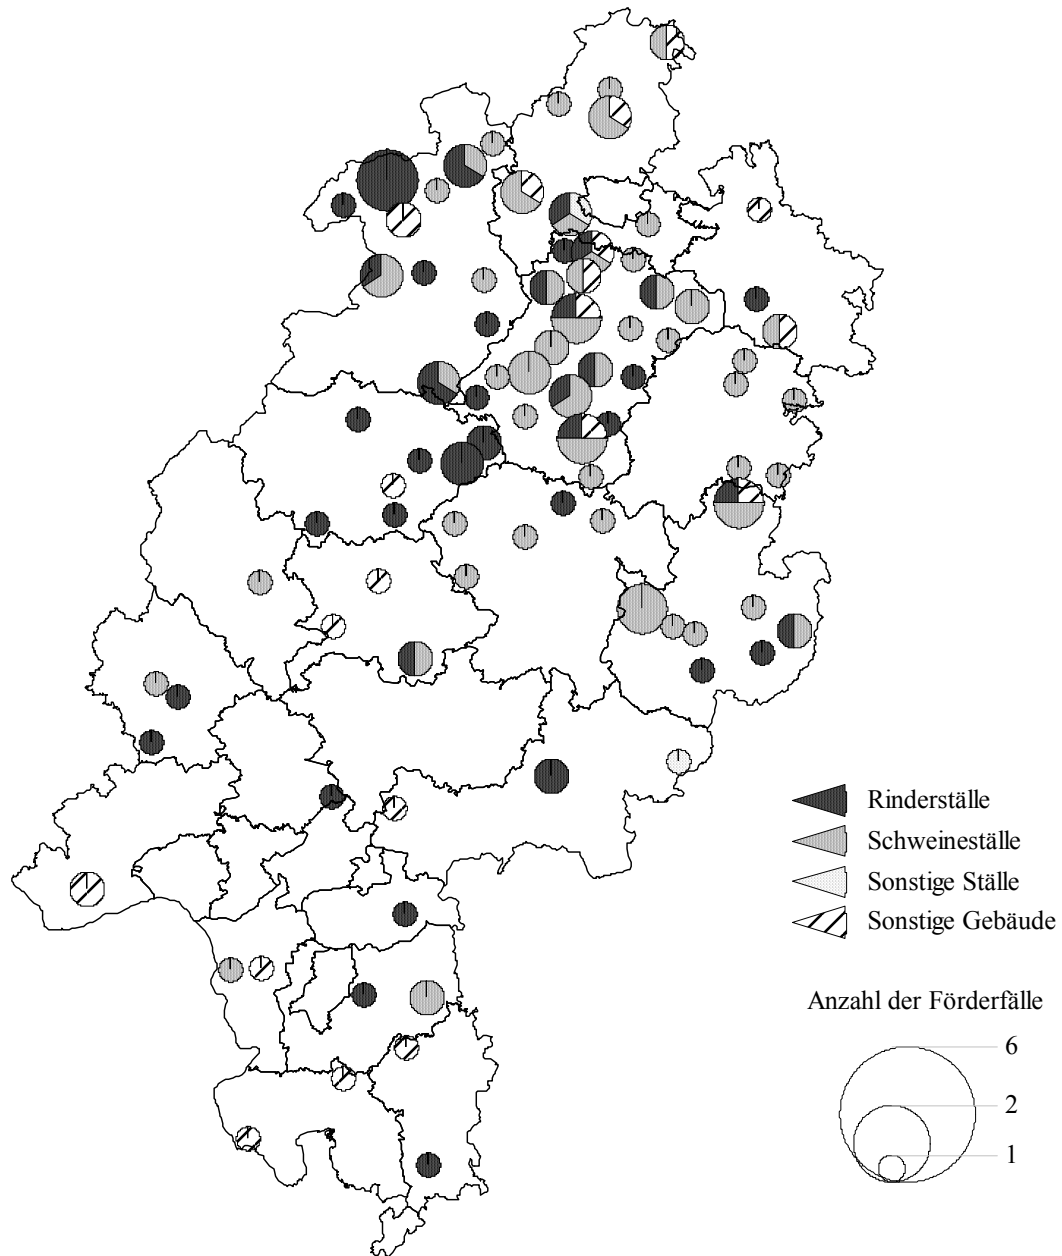 Rinderställe
Schweineställe
Sonstige Ställe
Sonstige Gebäude
Anzahl der Förderfälle
6
2
1